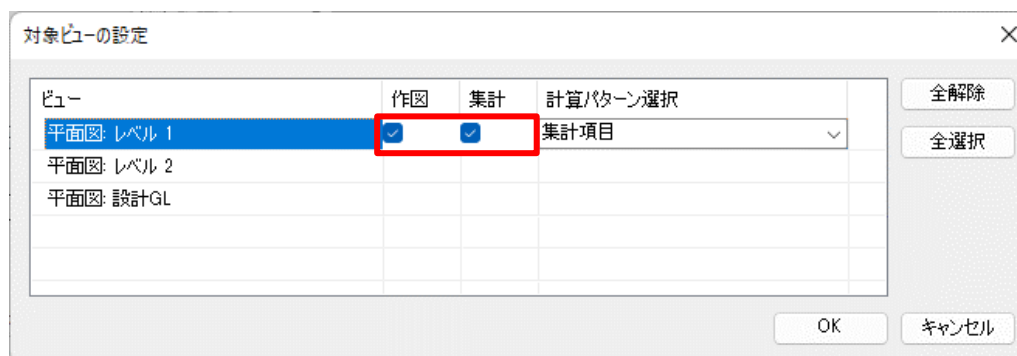 対象ビューの設定
ビュー 作図 集計 計算パターン選択 全解除
平面図: レベル 1 集計項目 全選択
平面図: レベル 2
平面図: 設計GL
OK キャンセル